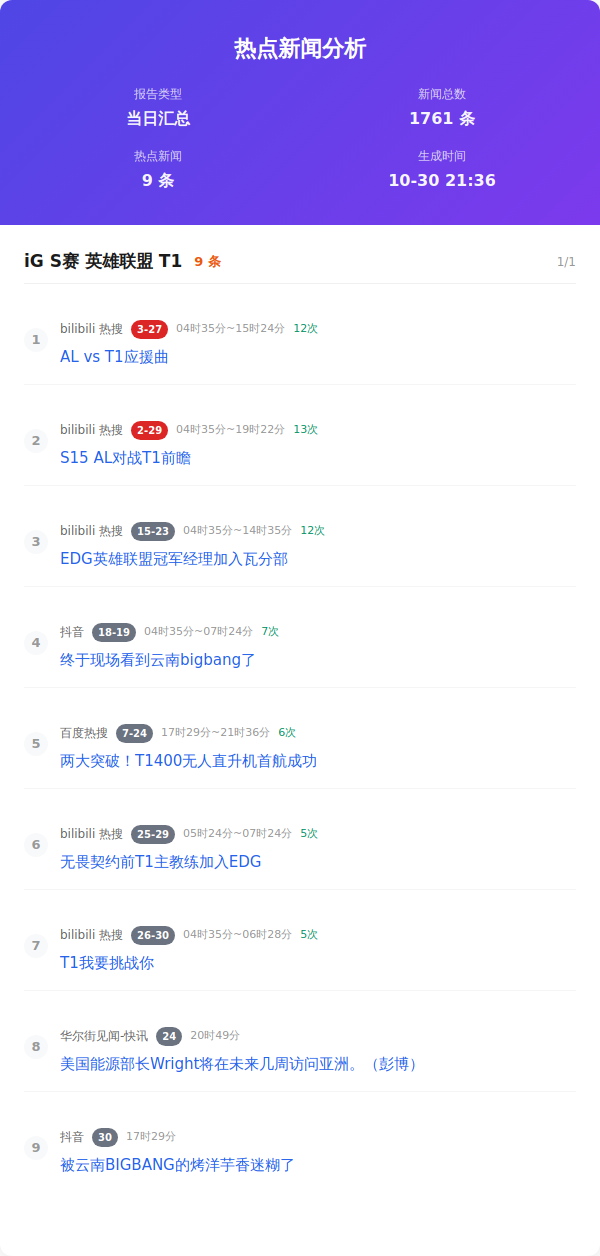 热点新闻分析
报告类型
新闻总数
当日汇总
1761 条
热点新闻
生成时间
9 条
10-30 21:36
iG S赛 英雄联盟 T1 9 条 1/1
1
bilibili 热搜 3-27 04时35分~15时24分 12次
AL vs T1应援曲
2
bilibili 热搜 2-29 04时35分~19时22分 13次
S15 AL对战T1前瞻
3
bilibili 热搜 15-23 04时35分~14时35分 12次
EDG英雄联盟冠军经理加入瓦分部
4
抖音 18-19 04时35分~07时24分 7次
终于现场看到云南bigbang了
5
百度热搜 7-24 17时29分~21时36分 6次
两大突破！T1400无人直升机首航成功
6
bilibili 热搜 25-29 05时24分~07时24分 5次
无畏契约前T1主教练加入EDG
7
bilibili 热搜 26-30 04时35分~06时28分 5次
T1我要挑战你
8
华尔街见闻-快讯 24 20时49分
美国能源部长Wright将在未来几周访问亚洲。（彭博）
9
抖音 30 17时29分
被云南BIGBANG的烤洋芋香迷糊了